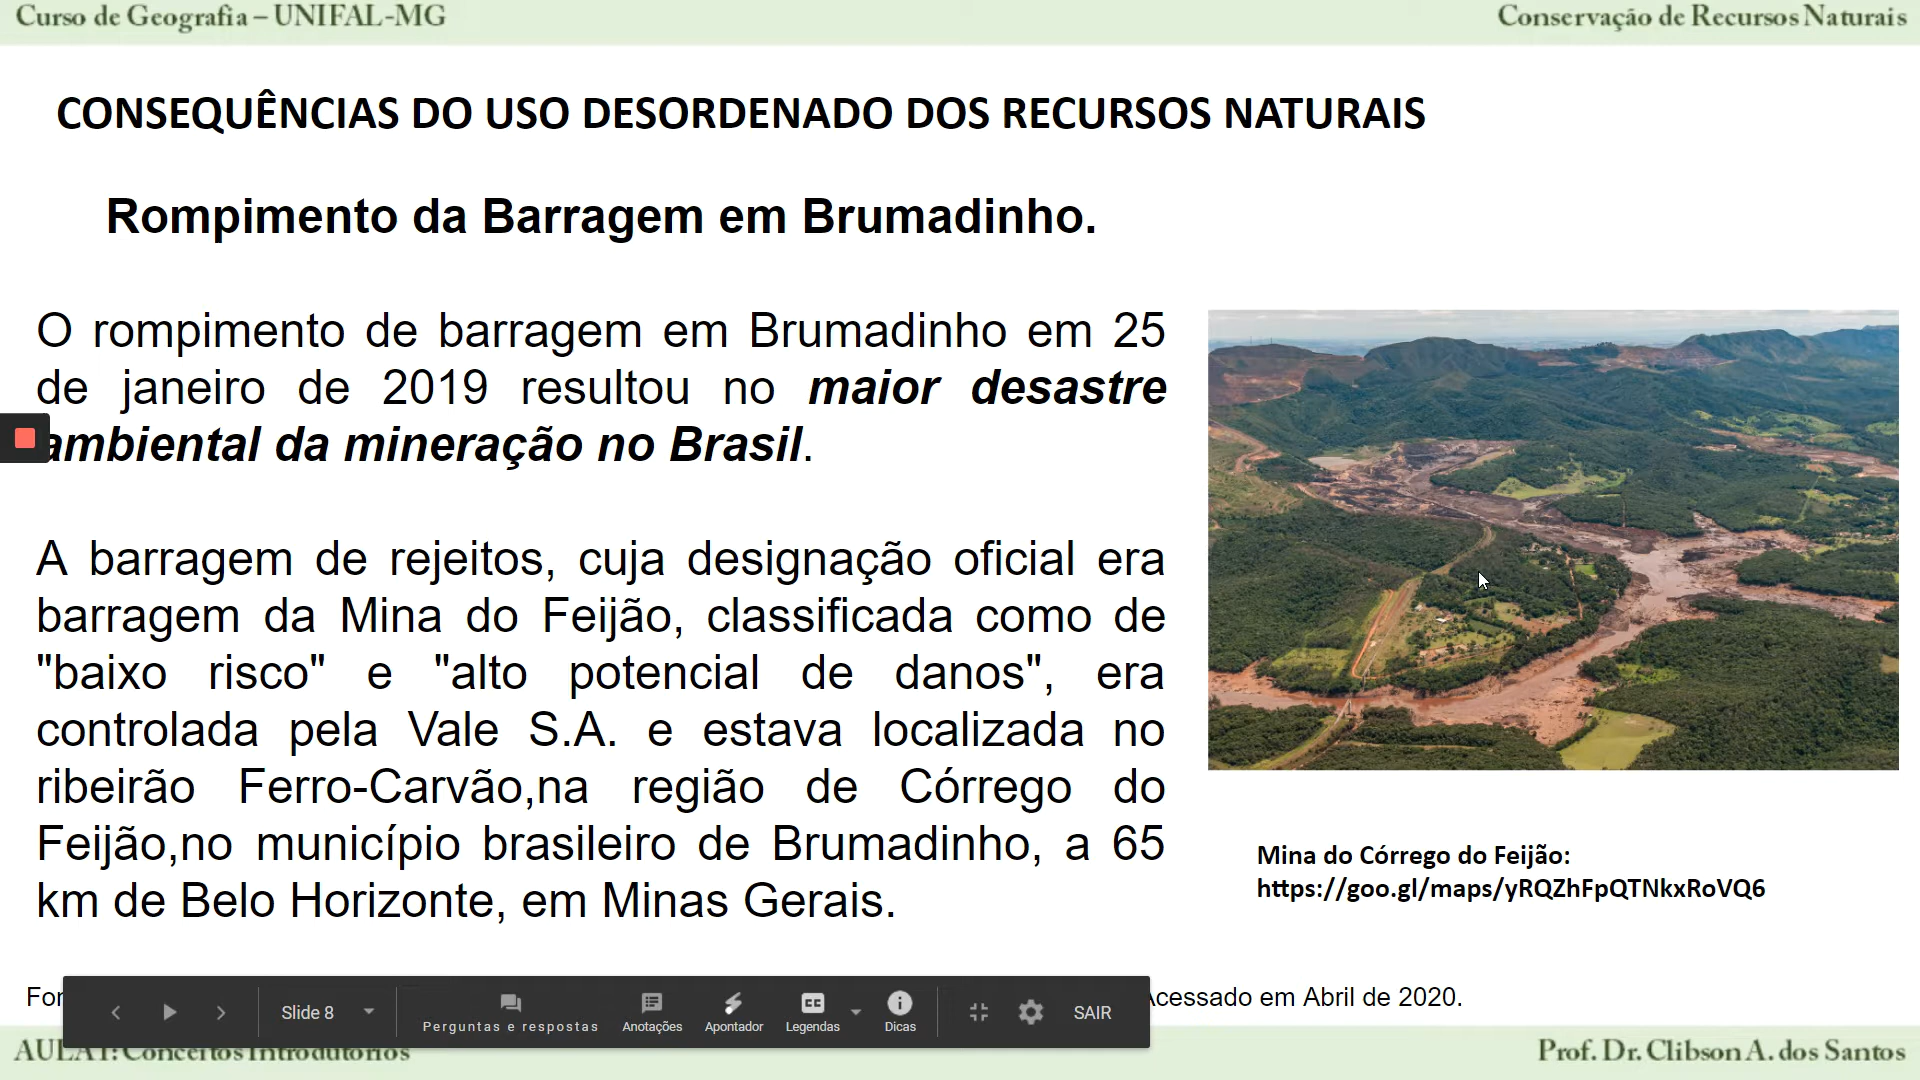 Curso de Geografia – UNIFAL-MG
Conservação de Recursos Naturais
CONSEQUÊNCIAS DO USO DESORDENADO DOS RECURSOS NATURAIS
Rompimento da Barragem em Brumadinho.
O rompimento de barragem em Brumadinho em 25
de janeiro de 2019 resultou no maior desastre
ambiental da mineração no Brasil.
A barragem de rejeitos, cuja designação oficial era
barragem da Mina do Feijão, classificada como de
"baixo risco" e "alto potencial de danos", era
controlada pela Vale S.A. e estava localizada no
ribeirão Ferro-Carvão,na região de Córrego do
Feijão,no município brasileiro de Brumadinho, a 65
km de Belo Horizonte, em Minas Gerais.
Mina do Córrego do Feijão:
https://goo.gl/maps/yRQZhFpQTNkxRoVQ6
Acessado em Abril de 2020.
Slide 8
Perguntas e respostas
Anotações
Apontador
CC
Legendas
Dicas
SAIR
AULA 1: Conceitos Introdutórios
Prof. Dr. Clibson A. dos Santos